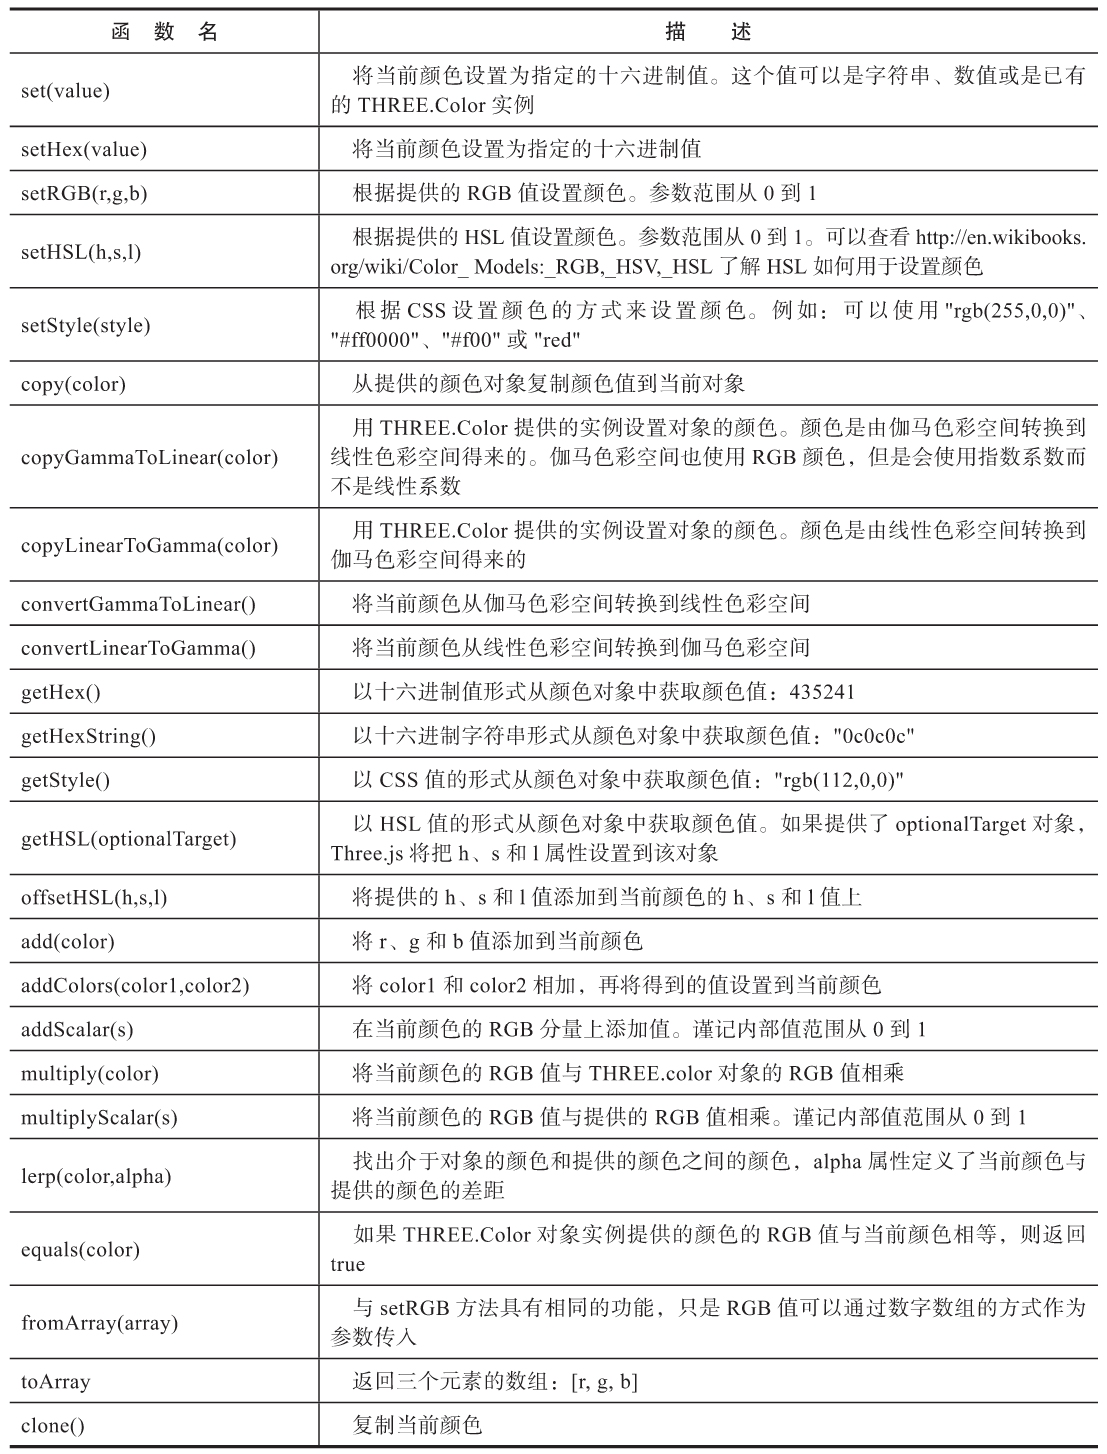 函 数 名 描 述
set(value) 将当前颜色设置为指定的十六进制值。这个值可以是字符串、数值或是已有
的 THREE.Color 实例
setHex(value) 将当前颜色设置为指定的十六进制值
setRGB(r,g,b) 根据提供的 RGB 值设置颜色。参数范围从 0 到 1
setHSL(h,s,l) 根据提供的 HSL 值设置颜色。参数范围从 0 到 1。可以查看 http://en.wikibooks.
org/wiki/Color_ Models:_RGB,_HSV,_HSL 了解 HSL 如何用于设置颜色
setStyle(style) 根据 CSS 设置颜色的方式来设置颜色。例如：可以使用 "rgb(255,0,0)"、
"#ff0000"、"#f00" 或 "red"
copy(color) 从提供的颜色对象复制颜色值到当前对象
copyGammaToLinear(color) 用 THREE.Color 提供的实例设置对象的颜色。颜色是由伽马色彩空间转换到
线性色彩空间得来的。伽马色彩空间也使用 RGB 颜色，但是会使用指数系数而
不是线性系数
copyLinearToGamma(color) 用 THREE.Color 提供的实例设置对象的颜色。颜色是由线性色彩空间转换到
伽马色彩空间得来的
convertGammaToLinear() 将当前颜色从伽马色彩空间转换到线性色彩空间
convertLinearToGamma() 将当前颜色从线性色彩空间转换到伽马色彩空间
getHex() 以十六进制值形式从颜色对象中获取颜色值：435241
getHexString() 以十六进制字符串形式从颜色对象中获取颜色值："0c0c0c"
getStyle() 以 CSS 值的形式从颜色对象中获取颜色值："rgb(112,0,0)"
getHSL(optionalTarget) 以 HSL 值的形式从颜色对象中获取颜色值。如果提供了 optionalTarget 对象，
Three.js 将把 h、s 和 l 属性设置到该对象
offsetHSL(h,s,l) 将提供的 h、s 和 l 值添加到当前颜色的 h、s 和 l 值上
add(color) 将 r、g 和 b 值添加到当前颜色
addColors(color1,color2) 将 color1 和 color2 相加，再将得到的值设置到当前颜色
addScalar(s) 在当前颜色的 RGB 分量上添加值。谨记内部值范围从 0 到 1
multiply(color) 将当前颜色的 RGB 值与 THREE.color 对象的 RGB 值相乘
multiplyScalar(s) 将当前颜色的 RGB 值与提供的 RGB 值相乘。谨记内部值范围从 0 到 1
lerp(color,alpha) 找出介于对象的颜色和提供的颜色之间的颜色，alpha 属性定义了当前颜色与
提供的颜色的差距
equals(color) 如果 THREE.Color 对象实例提供的颜色的 RGB 值与当前颜色相等，则返回
true
fromArray(array) 与 setRGB 方法具有相同的功能，只是 RGB 值可以通过数字数组的方式作为
参数传入
toArray 返回三个元素的数组：[r, g, b]
clone() 复制当前颜色